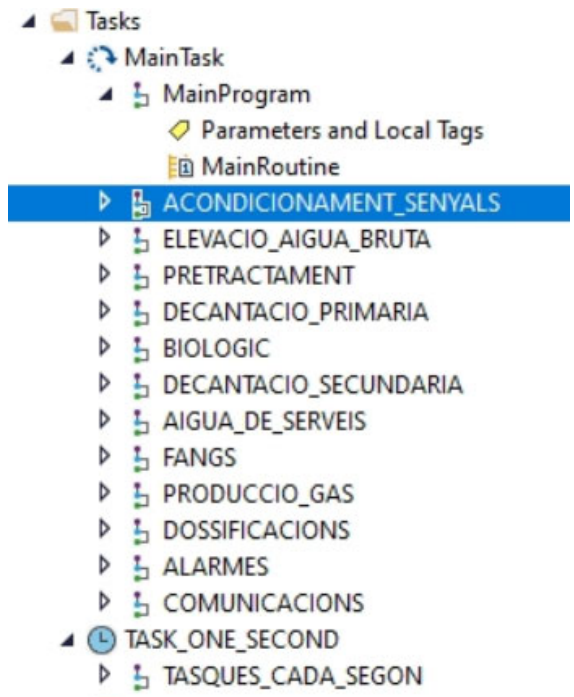 Tasks
MainTask
MainProgram
Parameters and Local Tags
MainRoutine
ACONDICIONAMENT_SENYALS
ELEVACIO_AIGUA_BRUTA
PRETRACTAMENT
DECANTACIO_PRIMARIA
BIOLOGIC
DECANTACIO_SECUNDARIA
AIGUA_DE_SERVEIS
FANGS
PRODUCCIO_GAS
DOSSIFICACIONS
ALARMES
COMUNICACIONS
TASK_ONE_SECOND
TASQUES_CADA_SEGON